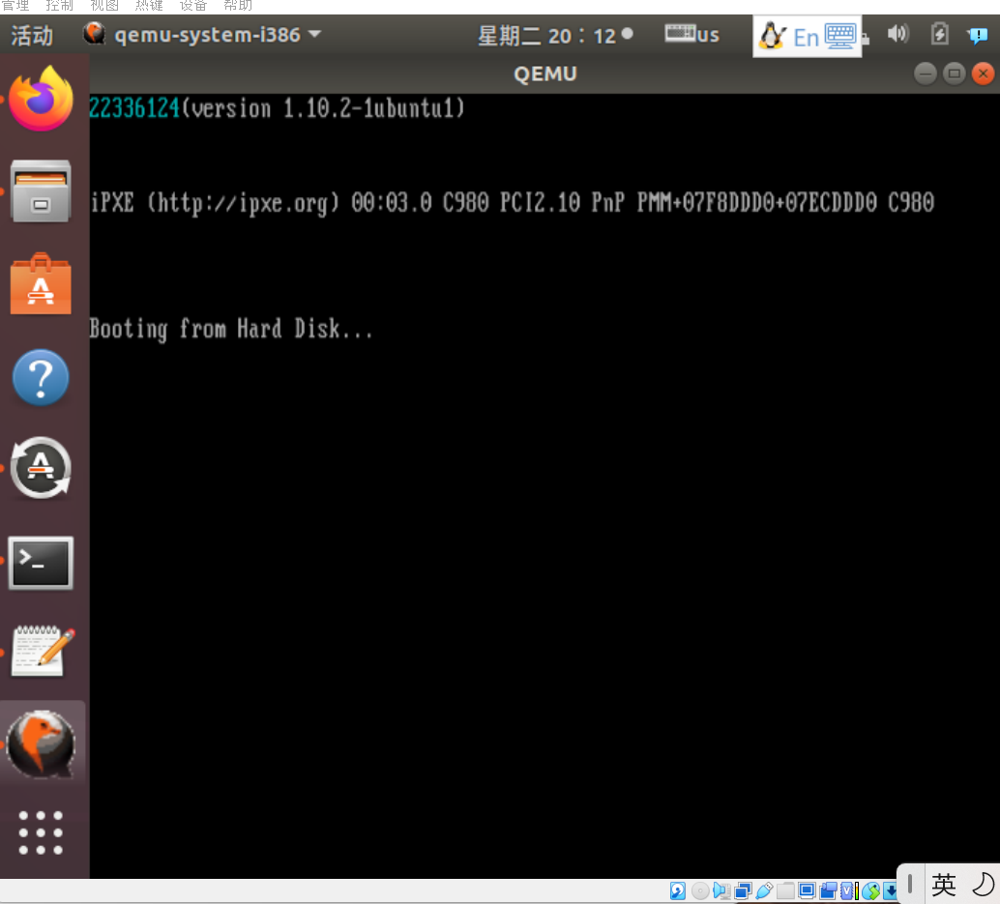 管理 控制 视图 热键 设备 帮助
活动 qemu-system-i386 星期二 20：12 us En
QEMU
22336124(version 1.10.2-1ubuntu1)
iPXE (http://ipxe.org) 00:03.0 C980 PCI2.10 PnP PMM+07F8DDD0+07ECDDD0 C980
Booting from Hard Disk...
英